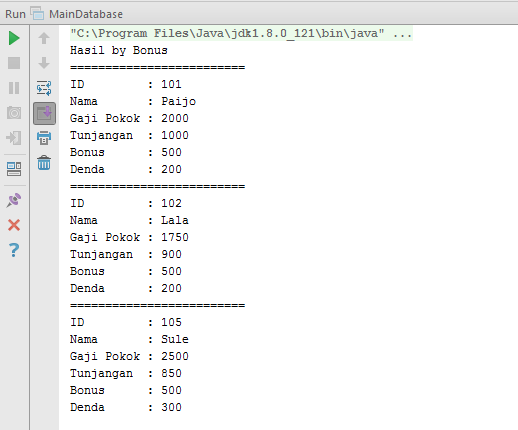 Run MainDatabase
"C:\Program Files\Java\jdk1.8.0_121\bin\java" ...
Hasil by Bonus
=========================
ID : 101
Nama : Paijo
Gaji Pokok : 2000
Tunjangan : 1000
Bonus : 500
Denda : 200
=========================
ID : 102
Nama : Lala
Gaji Pokok : 1750
Tunjangan : 900
Bonus : 500
Denda : 200
=========================
ID : 105
Nama : Sule
Gaji Pokok : 2500
Tunjangan : 850
Bonus : 500
Denda : 300